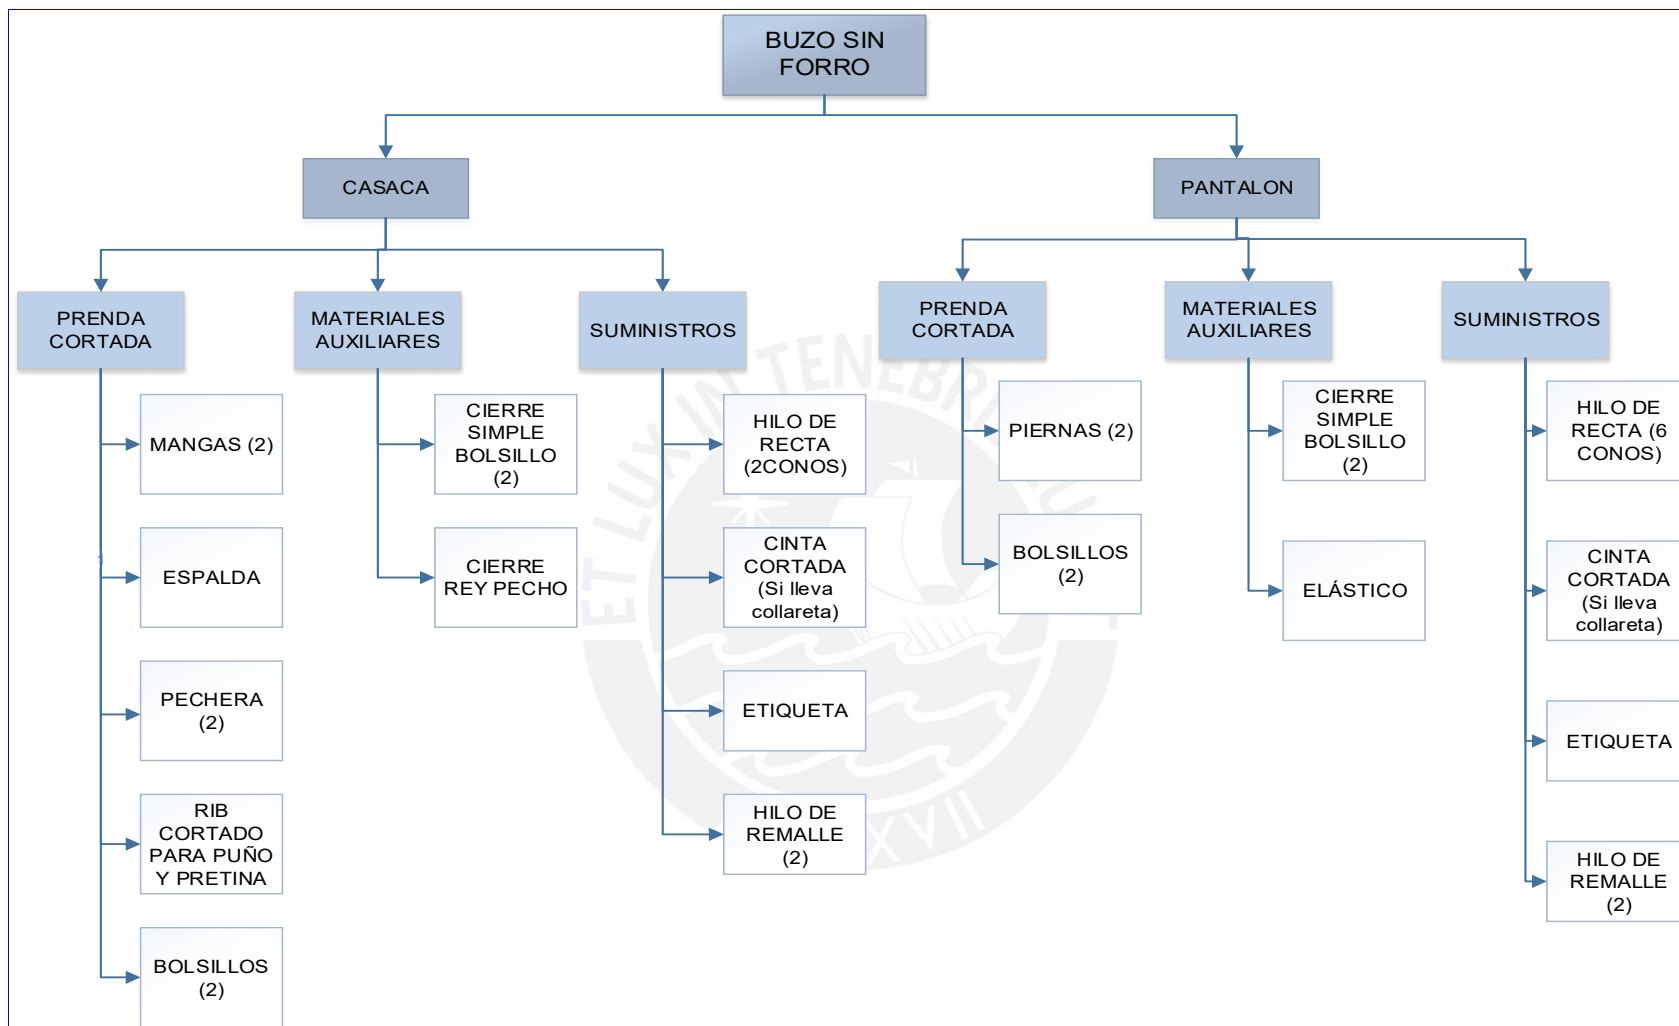 BUZO SIN
FORRO
CASACA
PANTALON
PRENDA
CORTADA
MATERIALES
AUXILIARES
SUMINISTROS
PRENDA
CORTADA
MATERIALES
AUXILIARES
SUMINISTROS
MANGAS (2)
ESPALDA
PECHERA
(2)
RIB
CORTADO
PARA PUÑO
Y PRETINA
BOLSILLOS
(2)
CIERRE
SIMPLE
BOLSILLO
(2)
CIERRE
REY PECHO
HILO DE
RECTA
(2CONOS)
CINTA
CORTADA
(Si lleva
collareta)
ETIQUETA
HILO DE
REMALLE
(2)
PIERNAS (2)
BOLSILLOS
(2)
CIERRE
SIMPLE
BOLSILLO
(2)
ELÁSTICO
HILO DE
RECTA (6
CONOS)
CINTA
CORTADA
(Si lleva
collareta)
ETIQUETA
HILO DE
REMALLE
(2)